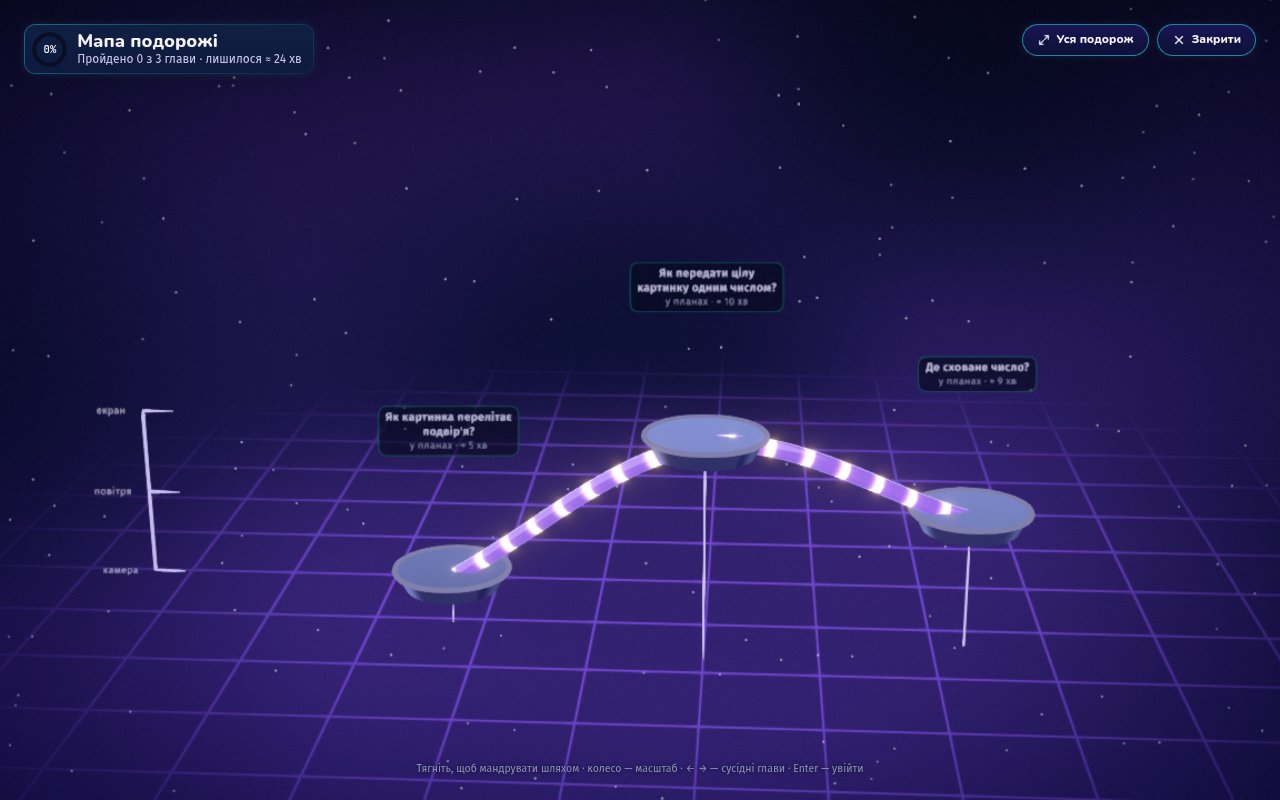 0%
Мапа подорожі
Пройдено 0 з 3 глави · лишилося ≈ 24 хв
Уся подорож
Закрити
Як передати цілу
картинку одним числом?
у планах · ≈ 10 хв
Де сховане число?
у планах · ≈ 9 хв
Як картинка перелітає
подвір'я?
у планах · ≈ 5 хв
екран
повітря
камера
Тягніть, щоб мандрувати шляхом · колесо — масштаб · ← → — сусідні глави · Enter — увійти